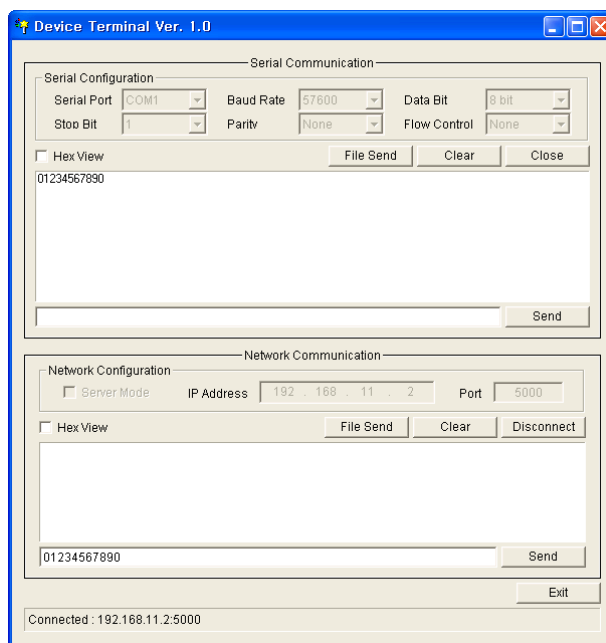 Device Terminal Ver. 1.0
Serial Communication
Serial Configuration
Serial Port COM1 Baud Rate 57600 Data Bit 8 bit
Stop Bit 1 Parity None Flow Control None
Hex View File Send Clear Close
01234567890
Send
Network Communication
Network Configuration
Server Mode IP Address 192 . 168 . 11 . 2 Port 5000
Hex View File Send Clear Disconnect
01234567890 Send
Exit
Connected : 192.168.11.2:5000